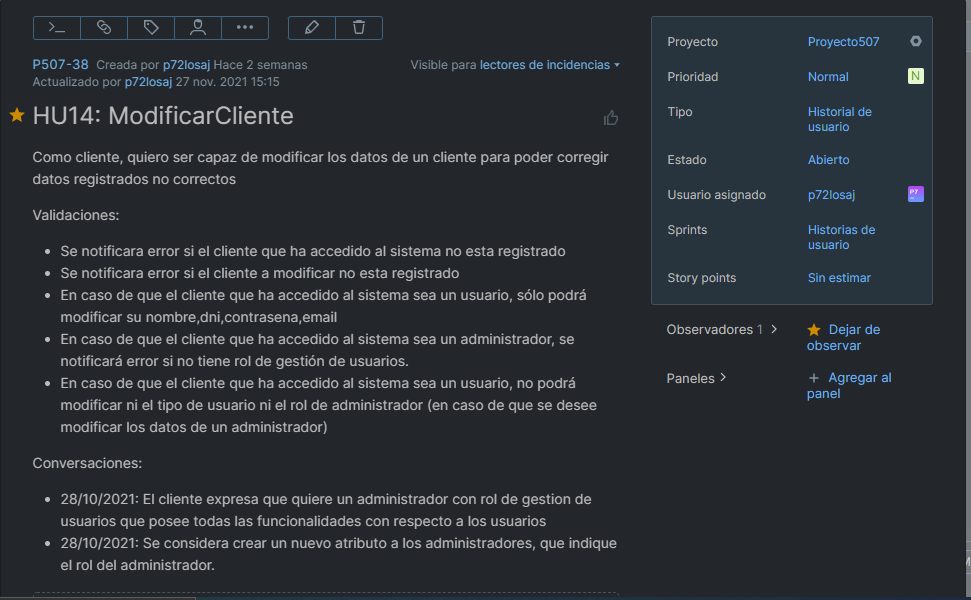 P507-38 Creada por p72losaj Hace 2 semanas
Visible para lectores de incidencias
Actualizado por p72losaj 27 nov. 2021 15:15
HU14: ModificarCliente
Como cliente, quiero ser capaz de modificar los datos de un cliente para poder corregir
datos registrados no correctos
Validaciones:
• Se notificara error si el cliente que ha accedido al sistema no esta registrado
• Se notificara error si el cliente a modificar no esta registrado
• En caso de que el cliente que ha accedido al sistema sea un usuario, sólo podrá
modificar su nombre,dni,contrasena,email
• En caso de que el cliente que ha accedido al sistema sea un administrador, se
notificará error si no tiene rol de gestión de usuarios.
• En caso de que el cliente que ha accedido al sistema sea un usuario, no podrá
modificar ni el tipo de usuario ni el rol de administrador (en caso de que se desee
modificar los datos de un administrador)
Conversaciones:
• 28/10/2021: El cliente expresa que quiere un administrador con rol de gestion de
usuarios que posee todas las funcionalidades con respecto a los usuarios
• 28/10/2021: Se considera crear un nuevo atributo a los administradores, que indique
el rol del administrador.
Proyecto Proyecto507
Prioridad Normal N
Tipo Historial de
usuario
Estado Abierto
Usuario asignado p72losaj P7
Sprints Historias de
usuario
Story points Sin estimar
Observadores 1 > Dejar de
observar
Paneles > + Agregar al
panel